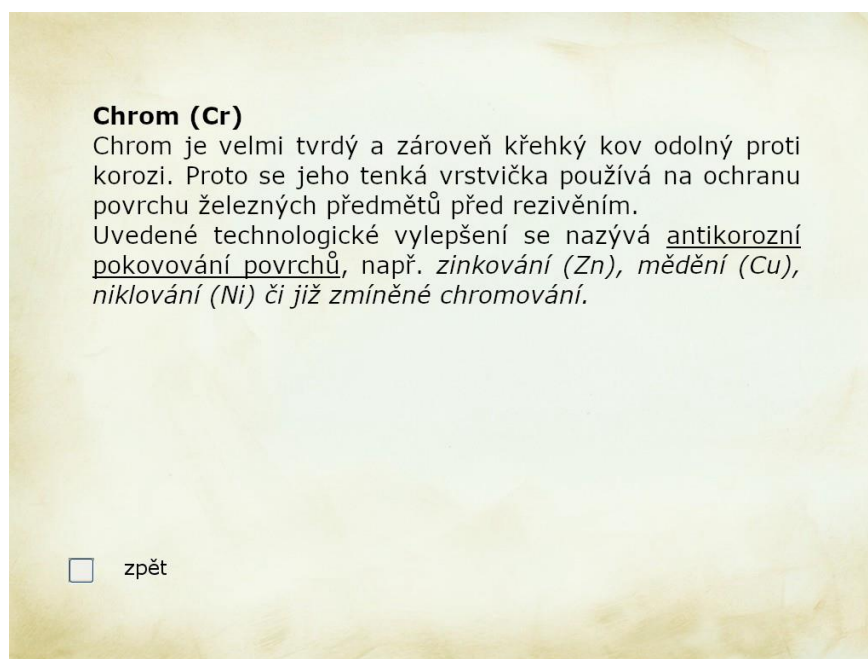 Chrom (Cr)
Chrom je velmi tvrdý a zároveň křehký kov odolný proti
korozi. Proto se jeho tenká vrstvička používá na ochranu
povrchu železných předmětů před rezivěním.
Uvedené technologické vylepšení se nazývá antikorozní
pokovování povrchů, např. zinkování (Zn), mědění (Cu),
niklování (Ni) či již zmíněné chromování.
zpět